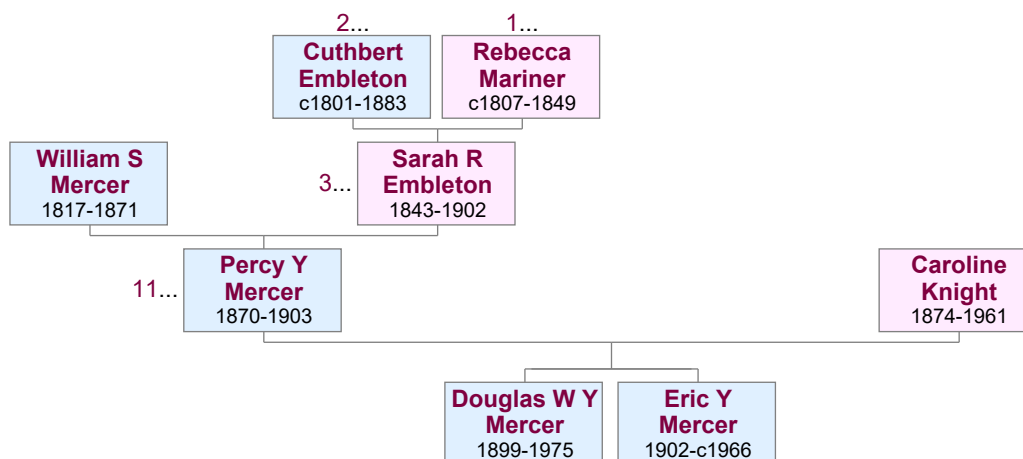 2...
1...
Cuthbert
Embleton
c1801-1883
Rebecca
Mariner
c1807-1849
William S
Mercer
1817-1871
3...
Sarah R
Embleton
1843-1902
11...
Percy Y
Mercer
1870-1903
Caroline
Knight
1874-1961
Douglas W Y
Mercer
1899-1975
Eric Y
Mercer
1902-c1966